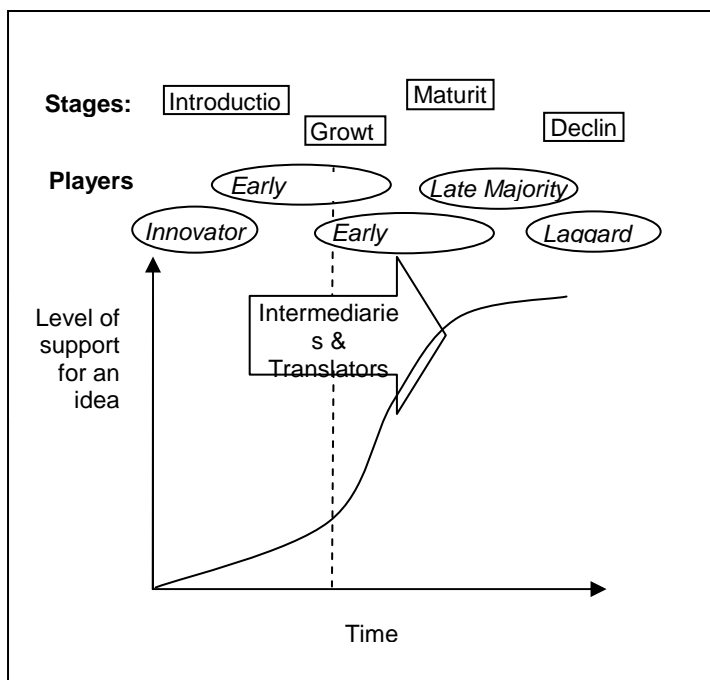 Stages:
Introductio
Growt
Maturit
Declin
Players
Innovator
Early
Early
Late Majority
Laggard
Level of
support
for an
idea
Intermediarie
s &
Translators
Time